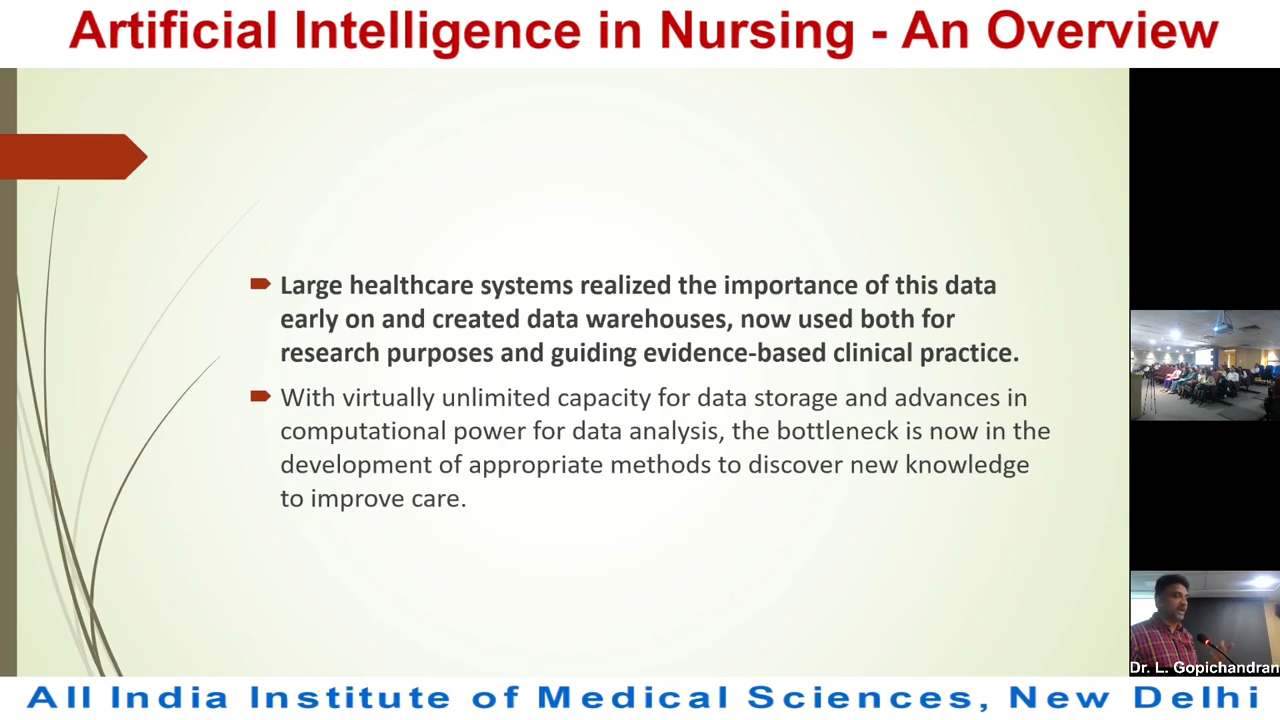 Artificial Intelligence in Nursing - An Overview
Large healthcare systems realized the importance of this data
early on and created data warehouses, now used both for
research purposes and guiding evidence-based clinical practice.
With virtually unlimited capacity for data storage and advances in
computational power for data analysis, the bottleneck is now in the
development of appropriate methods to discover new knowledge
to improve care.
Dr. L. Gopichandran
All India Institute of Medical Sciences, New Delhi